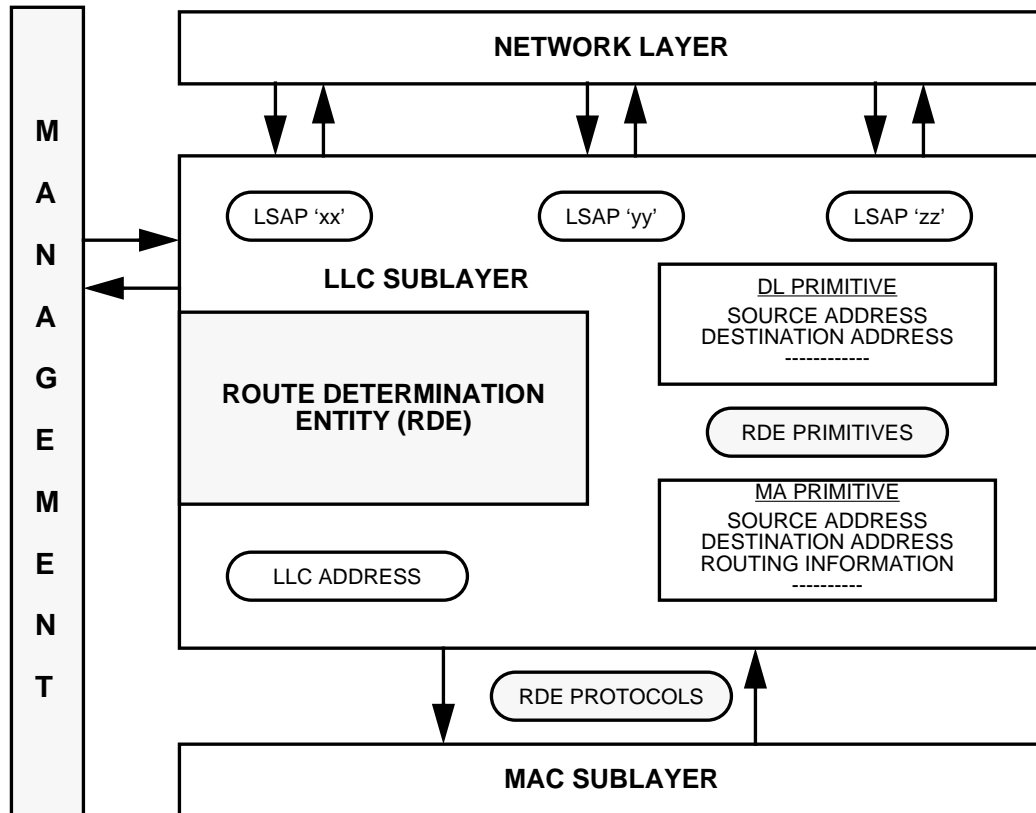 NETWORK LAYER
M
A
N
A
G
E
M
E
N
T
LSAP ‘xx’
LSAP ‘yy’
LSAP ‘zz’
LLC SUBLAYER
DL PRIMITIVE
SOURCE ADDRESS
DESTINATION ADDRESS
------------
ROUTE DETERMINATION
ENTITY (RDE)
RDE PRIMITIVES
MA PRIMITIVE
SOURCE ADDRESS
DESTINATION ADDRESS
ROUTING INFORMATION
----------
LLC ADDRESS
RDE PROTOCOLS
MAC SUBLAYER